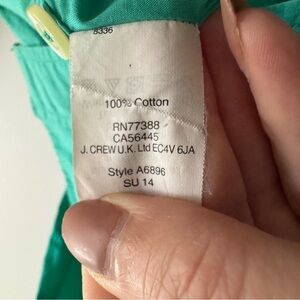 8336
100% Cotton
RN77388
CA56445
J. CREW U.K. Ltd EC4V 6JA
Style A6896
SU 14